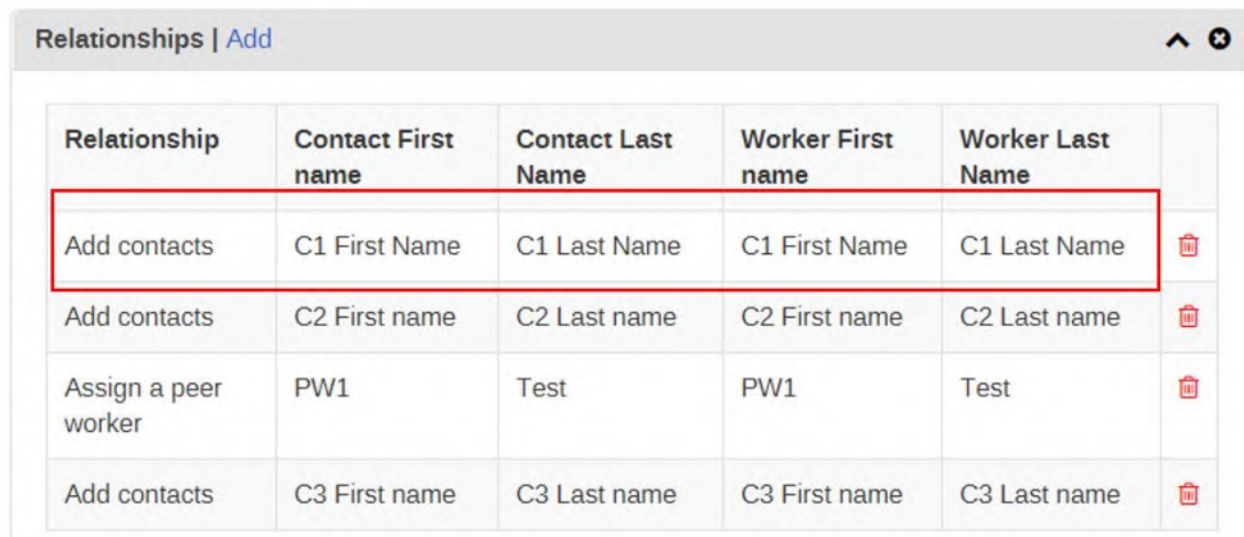 Relationships | Add
Relationship Contact First name Contact Last Name Worker First name Worker Last Name
Add contacts C1 First Name C1 Last Name C1 First Name C1 Last Name
Add contacts C2 First name C2 Last name C2 First name C2 Last name
Assign a peer worker PW1 Test PW1 Test
Add contacts C3 First name C3 Last name C3 First name C3 Last name